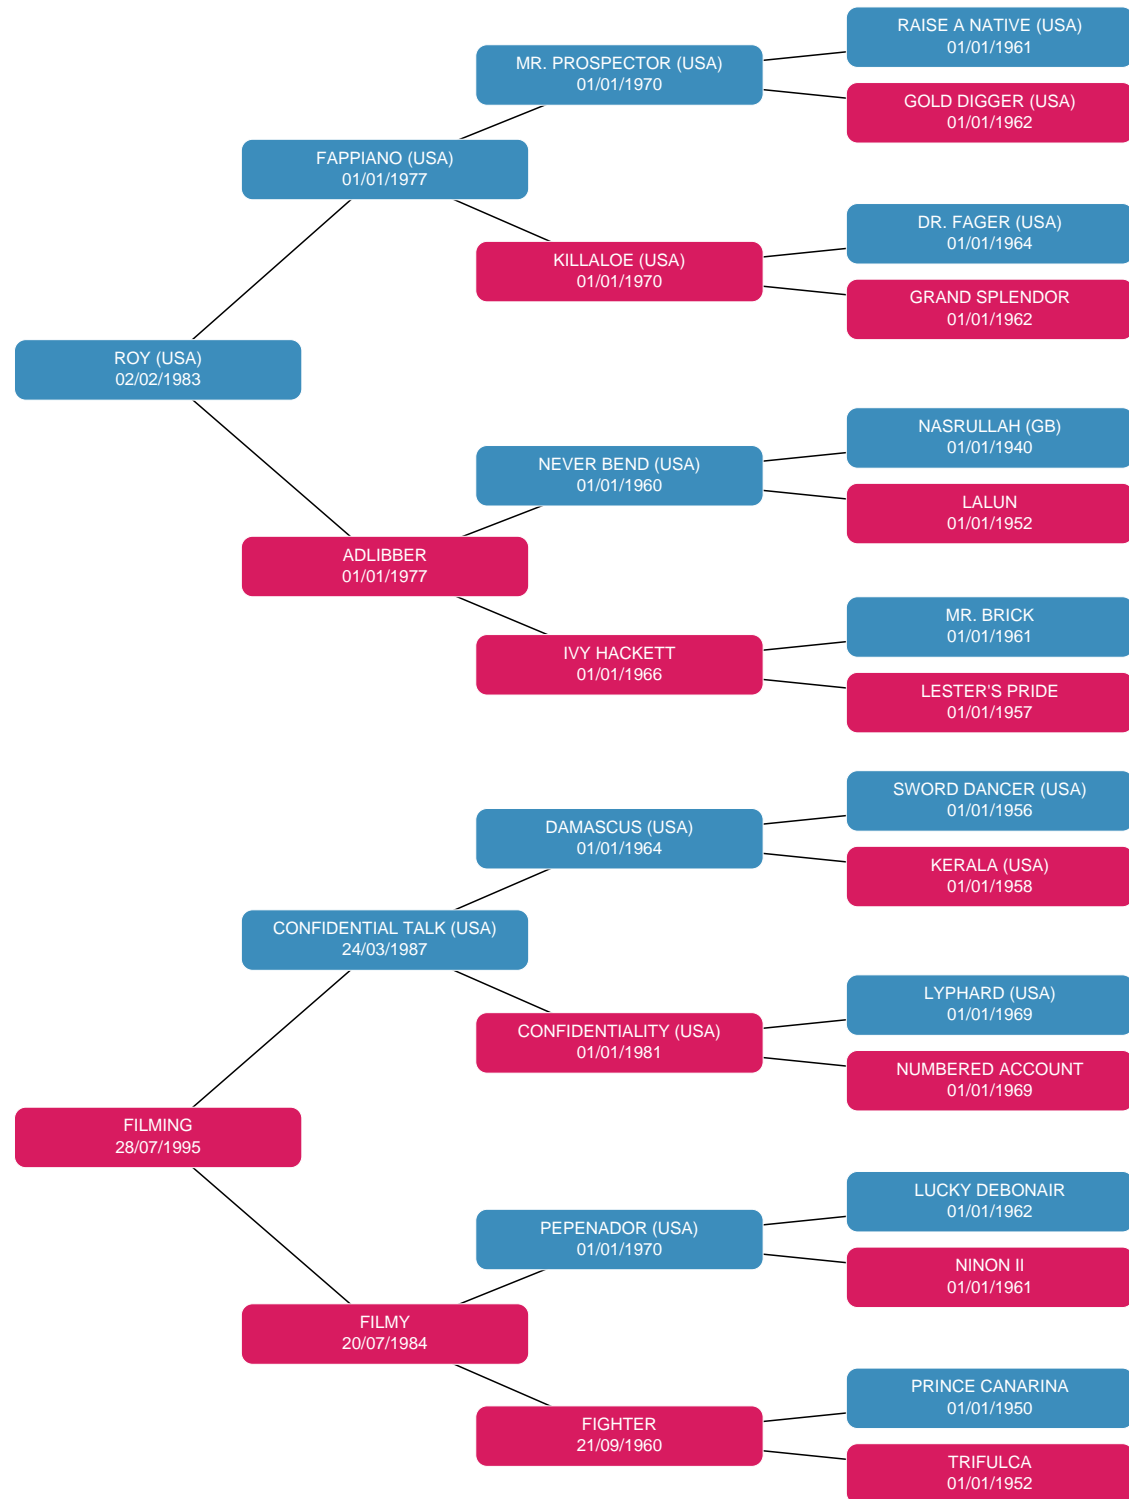 RAISE A NATIVE (USA)
01/01/1961
MR. PROSPECTOR (USA)
01/01/1970
GOLD DIGGER (USA)
01/01/1962
FAPPIANO (USA)
01/01/1977
DR. FAGER (USA)
01/01/1964
KILLALOE (USA)
01/01/1970
GRAND SPLENDOR
01/01/1962
ROY (USA)
02/02/1983
NASRULLAH (GB)
01/01/1940
NEVER BEND (USA)
01/01/1960
LALUN
01/01/1952
ADLIBBER
01/01/1977
MR. BRICK
01/01/1961
IVY HACKETT
01/01/1966
LESTER'S PRIDE
01/01/1957
SWORD DANCER (USA)
01/01/1956
DAMASCUS (USA)
01/01/1964
KERALA (USA)
01/01/1958
CONFIDENTIAL TALK (USA)
24/03/1987
LYPHARD (USA)
01/01/1969
CONFIDENTIALITY (USA)
01/01/1981
NUMBERED ACCOUNT
01/01/1969
FILMING
28/07/1995
LUCKY DEBONAIR
01/01/1962
PEPENADOR (USA)
01/01/1970
NINON II
01/01/1961
FILMY
20/07/1984
PRINCE CANARINA
01/01/1950
FIGHTER
21/09/1960
TRIFULCA
01/01/1952